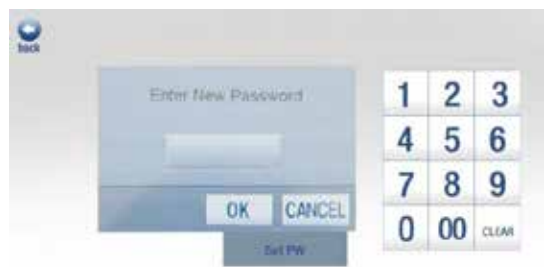 back
Enter New Password
1 2 3
4 5 6
7 8 9
0 00 CLEAR
OK CANCEL
Set PW